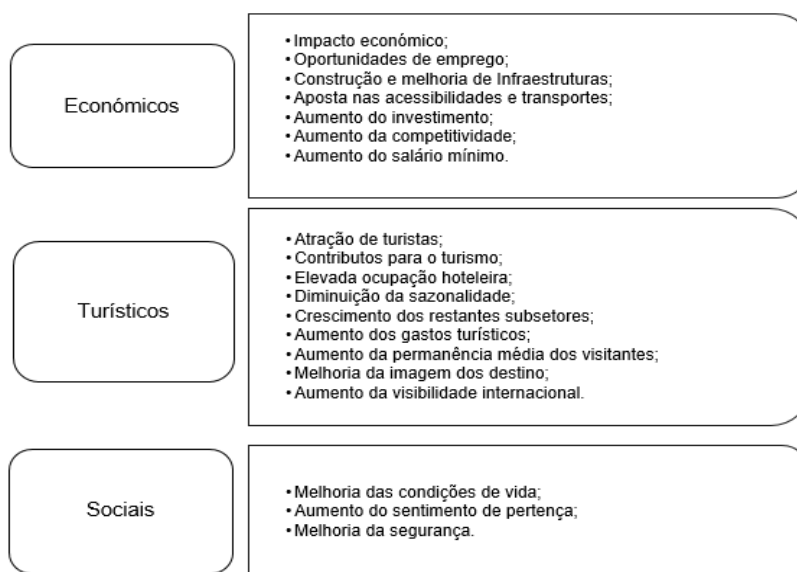 Económicos
• Impacto económico;
• Oportunidades de emprego;
• Construção e melhoria de Infraestruturas;
• Aposta nas acessibilidades e transportes;
• Aumento do investimento;
• Aumento da competitividade;
• Aumento do salário mínimo.
Turísticos
• Atração de turistas;
• Contributos para o turismo;
• Elevada ocupação hoteleira;
• Diminuição da sazonalidade;
• Crescimento dos restantes subsetores;
• Aumento dos gastos turísticos;
• Aumento da permanência média dos visitantes;
• Melhoria da imagem dos destino;
• Aumento da visibilidade internacional.
Sociais
• Melhoria das condições de vida;
• Aumento do sentimento de pertença;
• Melhoria da segurança.